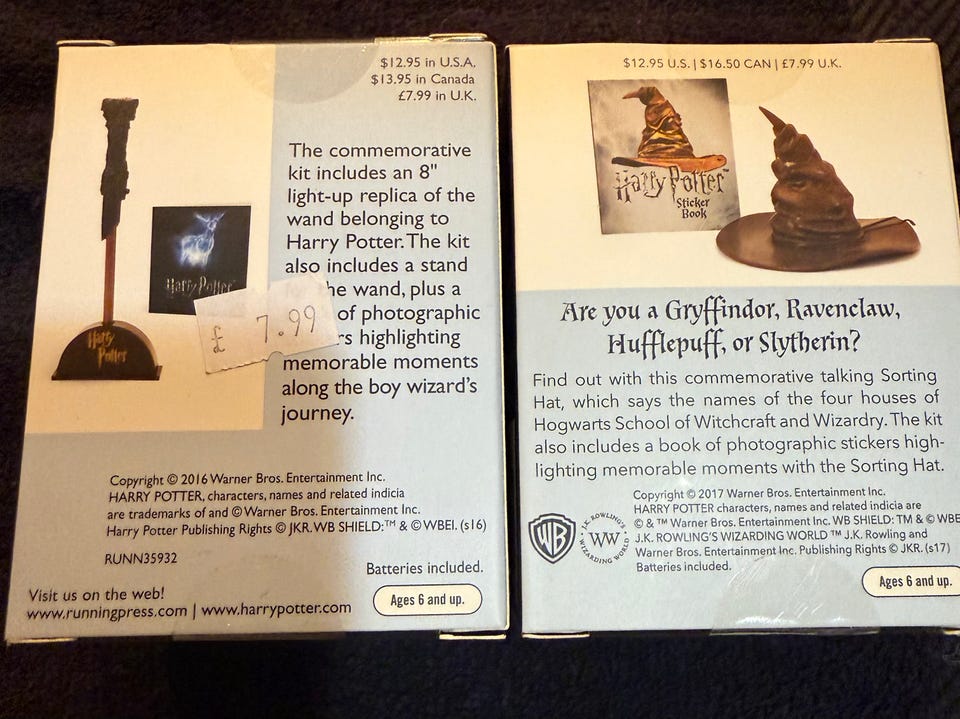 $12.95 in U.S.A.
$13.95 in Canada
£7.99 in U.K.
The commemorative
kit includes an 8"
light-up replica of the
wand belonging to
Harry Potter. The kit
also includes a stand
he wand, plus a
of photographic
rs highlighting
memorable moments
along the boy wizard's
journey.
Harry Potter
£ 7.99
Harry
Potter
Copyright © 2016 Warner Bros. Entertainment Inc.
HARRY POTTER, characters, names and related indicia
are trademarks of and © Warner Bros. Entertainment Inc.
Harry Potter Publishing Rights © JKR. WB SHIELD: ™ & © WBEI. (s16)
RUNN35932
Batteries included.
Visit us on the web!
www.runningpress.com | www.harrypotter.com
Ages 6 and up.
$12.95 U.S. | $16.50 CAN | £7.99 U.K.
Harry Potter™
Sticker
Book
Are you a Gryffindor, Ravenclaw,
Hufflepuff, or Slytherin?
Find out with this commemorative talking Sorting
Hat, which says the names of the four houses of
Hogwarts School of Witchcraft and Wizardry. The kit
also includes a book of photographic stickers high-
lighting memorable moments with the Sorting Hat.
Copyright © 2017 Warner Bros. Entertainment Inc.
HARRY POTTER characters, names and related indicia are
© & ™ Warner Bros. Entertainment Inc. WB SHIELD: TM & © WBE
J.K. ROWLING'S WIZARDING WORLD ™ J.K. Rowling and
Warner Bros. Entertainment Inc. Publishing Rights © JKR. (s17)
Batteries included.
WB
J.K. ROWLING'S
WW
WIZARDING WORLD
Ages 6 and up.